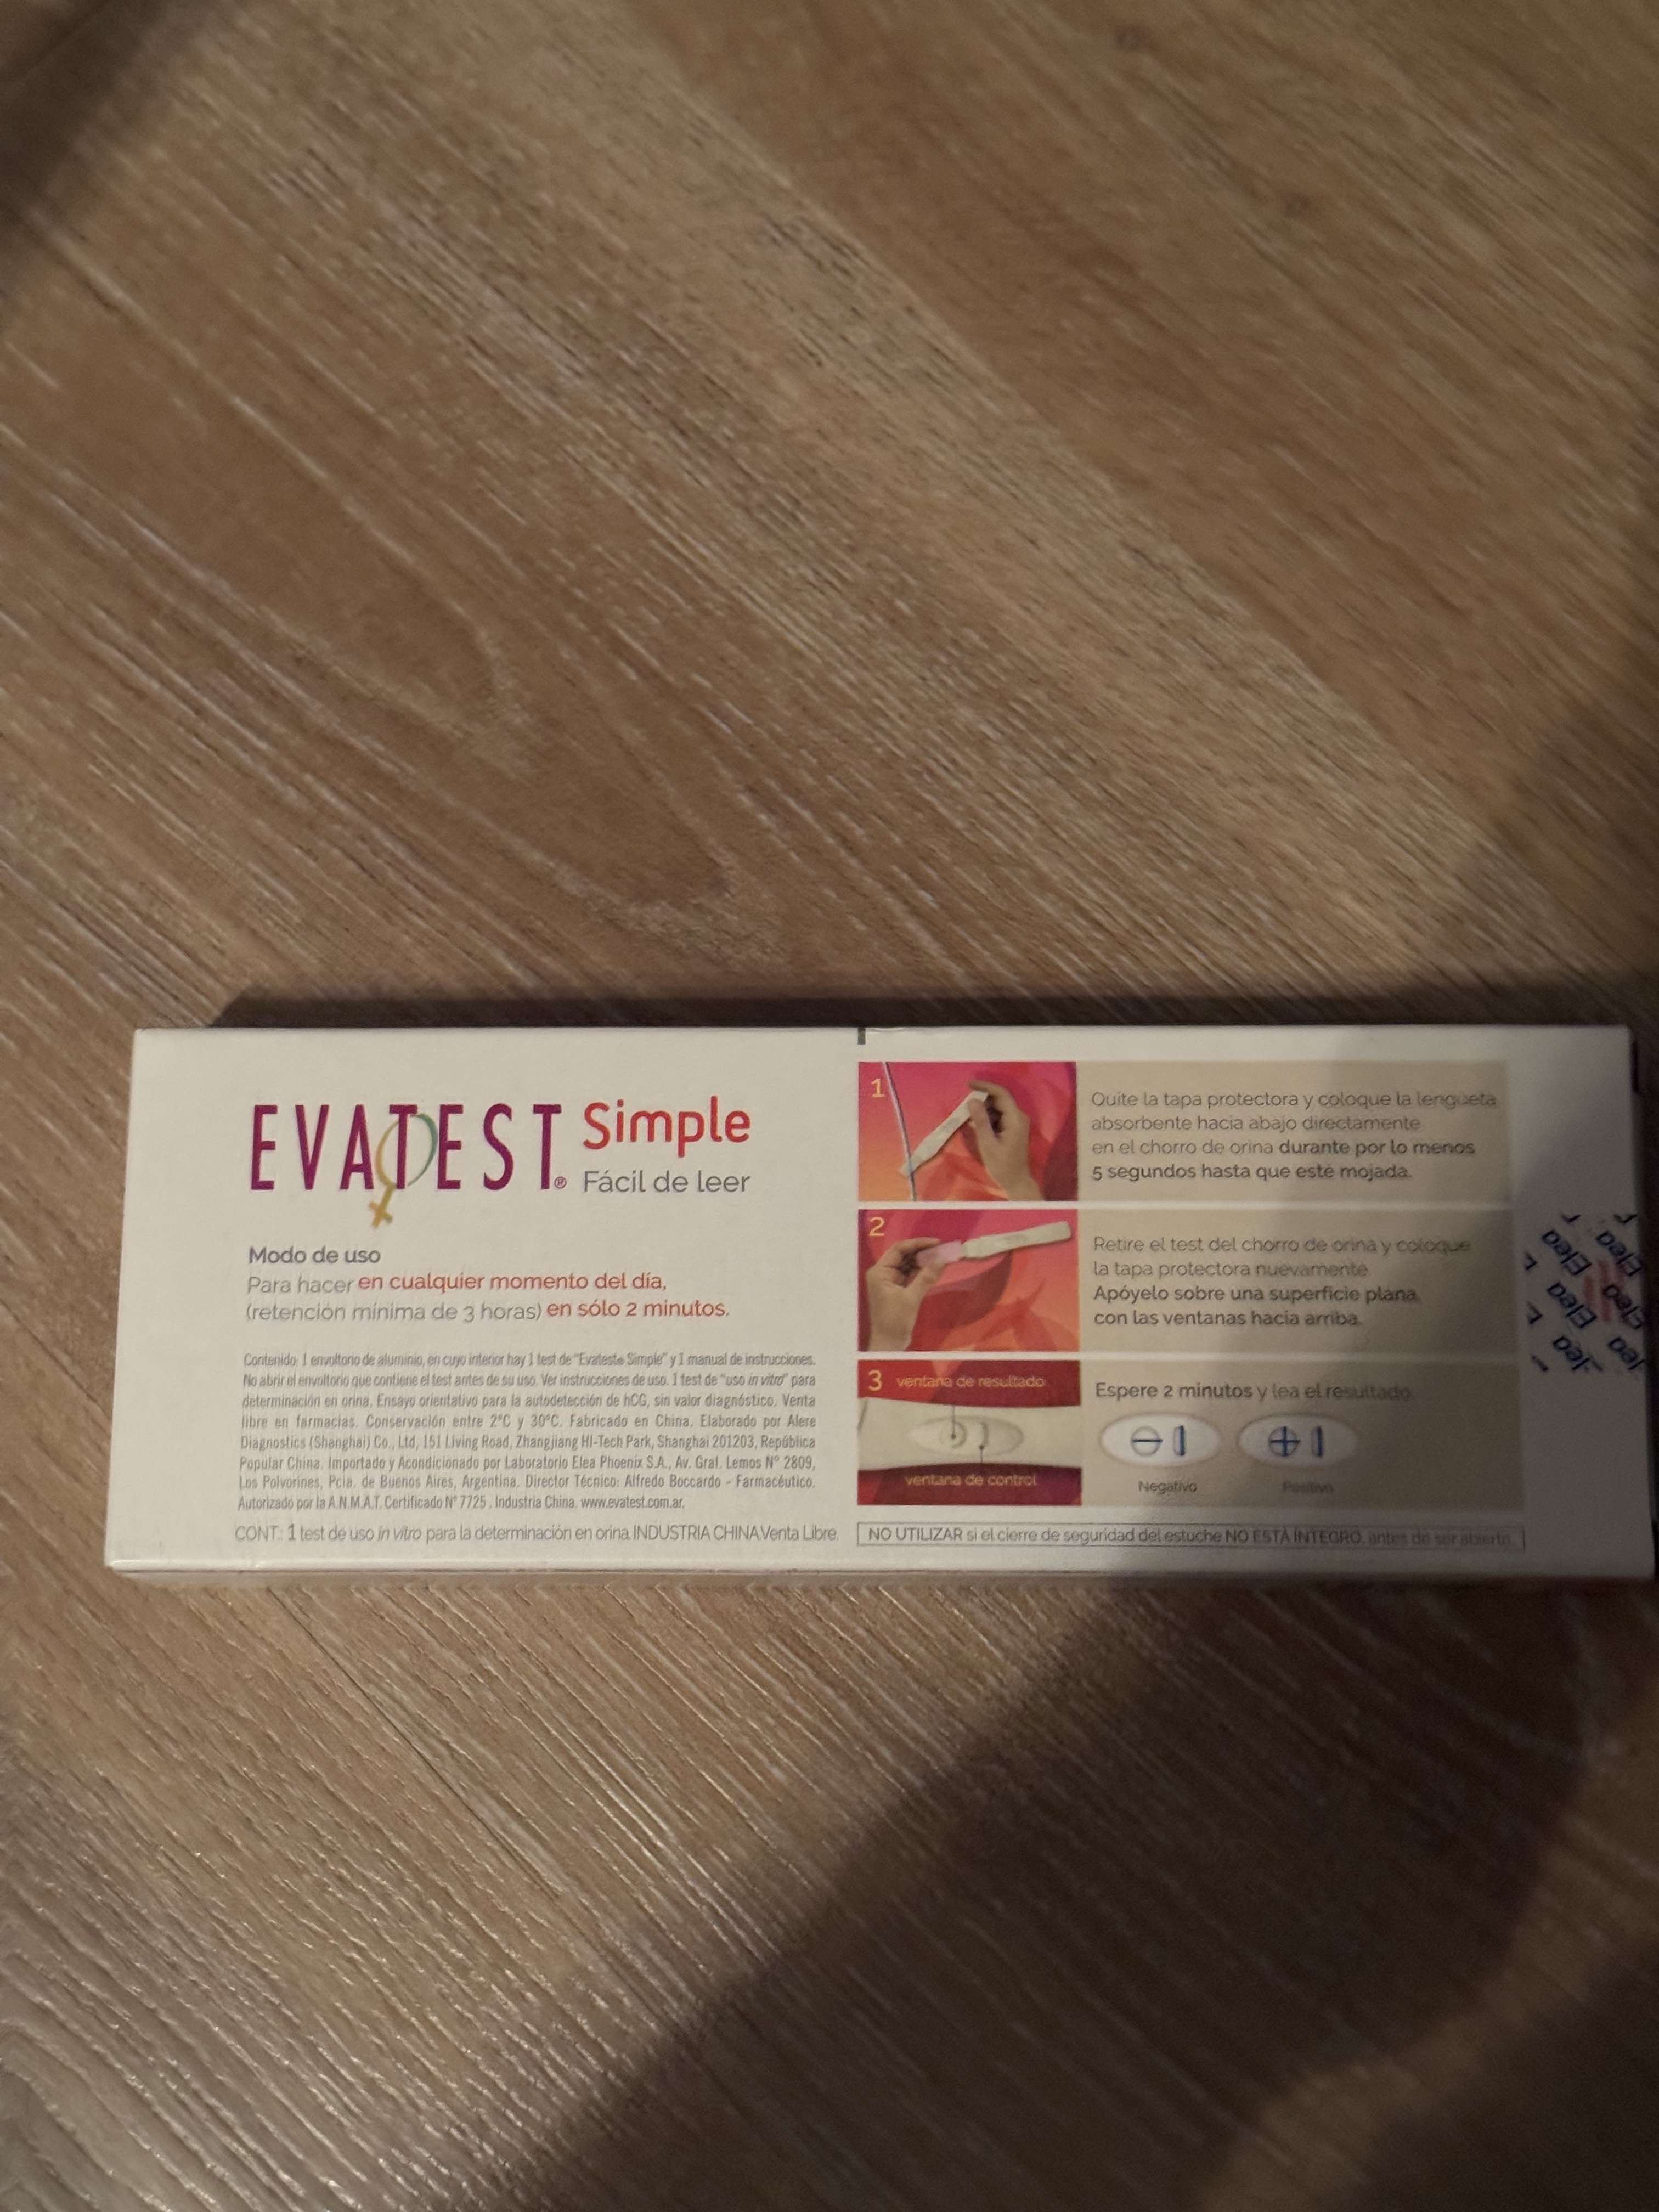 EVATEST® Simple
Fácil de leer
Modo de uso
Para hacer en cualquier momento del día,
(retención mínima de 3 horas) en sólo 2 minutos.
Contenido: 1 envoltorio de aluminio, en cuyo interior hay 1 test de "Evatest® Simple" y 1 manual de instrucciones.
No abrir el envoltorio que contiene el test antes de su uso. Ver instrucciones de uso. 1 test de "uso in vitro" para
determinación en orina. Ensayo orientativo para la autodetección de hCG, sin valor diagnóstico. Venta
libre en farmacias. Conservación entre 2°C y 30°C. Fabricado en China. Elaborado por Alere
Diagnostics (Shanghai) Co., Ltd, 151 Living Road, Zhangjiang HI-Tech Park, Shanghai 201203, República
Popular China. Importado y Acondicionado por Laboratorio Elea Phoenix S.A., Av. Gral. Lemos N° 2809,
Los Polvorines, Pcia. de Buenos Aires, Argentina. Director Técnico: Alfredo Boccardo - Farmacéutico.
Autorizado por la A.N.M.A.T. Certificado N° 7725 . Industria China. www.evatest.com.ar.
CONT.: 1 test de uso in vitro para la determinación en orina. INDUSTRIA CHINA. Venta Libre.
1
Quite la tapa protectora y coloque la lengüeta
absorbente hacia abajo directamente
en el chorro de orina durante por lo menos
5 segundos hasta que esté mojada.
2
Retire el test del chorro de orina y coloque
la tapa protectora nuevamente.
Apóyelo sobre una superficie plana,
con las ventanas hacia arriba.
3 ventana de resultado
ventana de control
Espere 2 minutos y lea el resultado.
Negativo
Positivo
NO UTILIZAR si el cierre de seguridad del estuche NO ESTÁ ÍNTEGRO, antes de ser abierto.
Elea Elea
Elea Elea